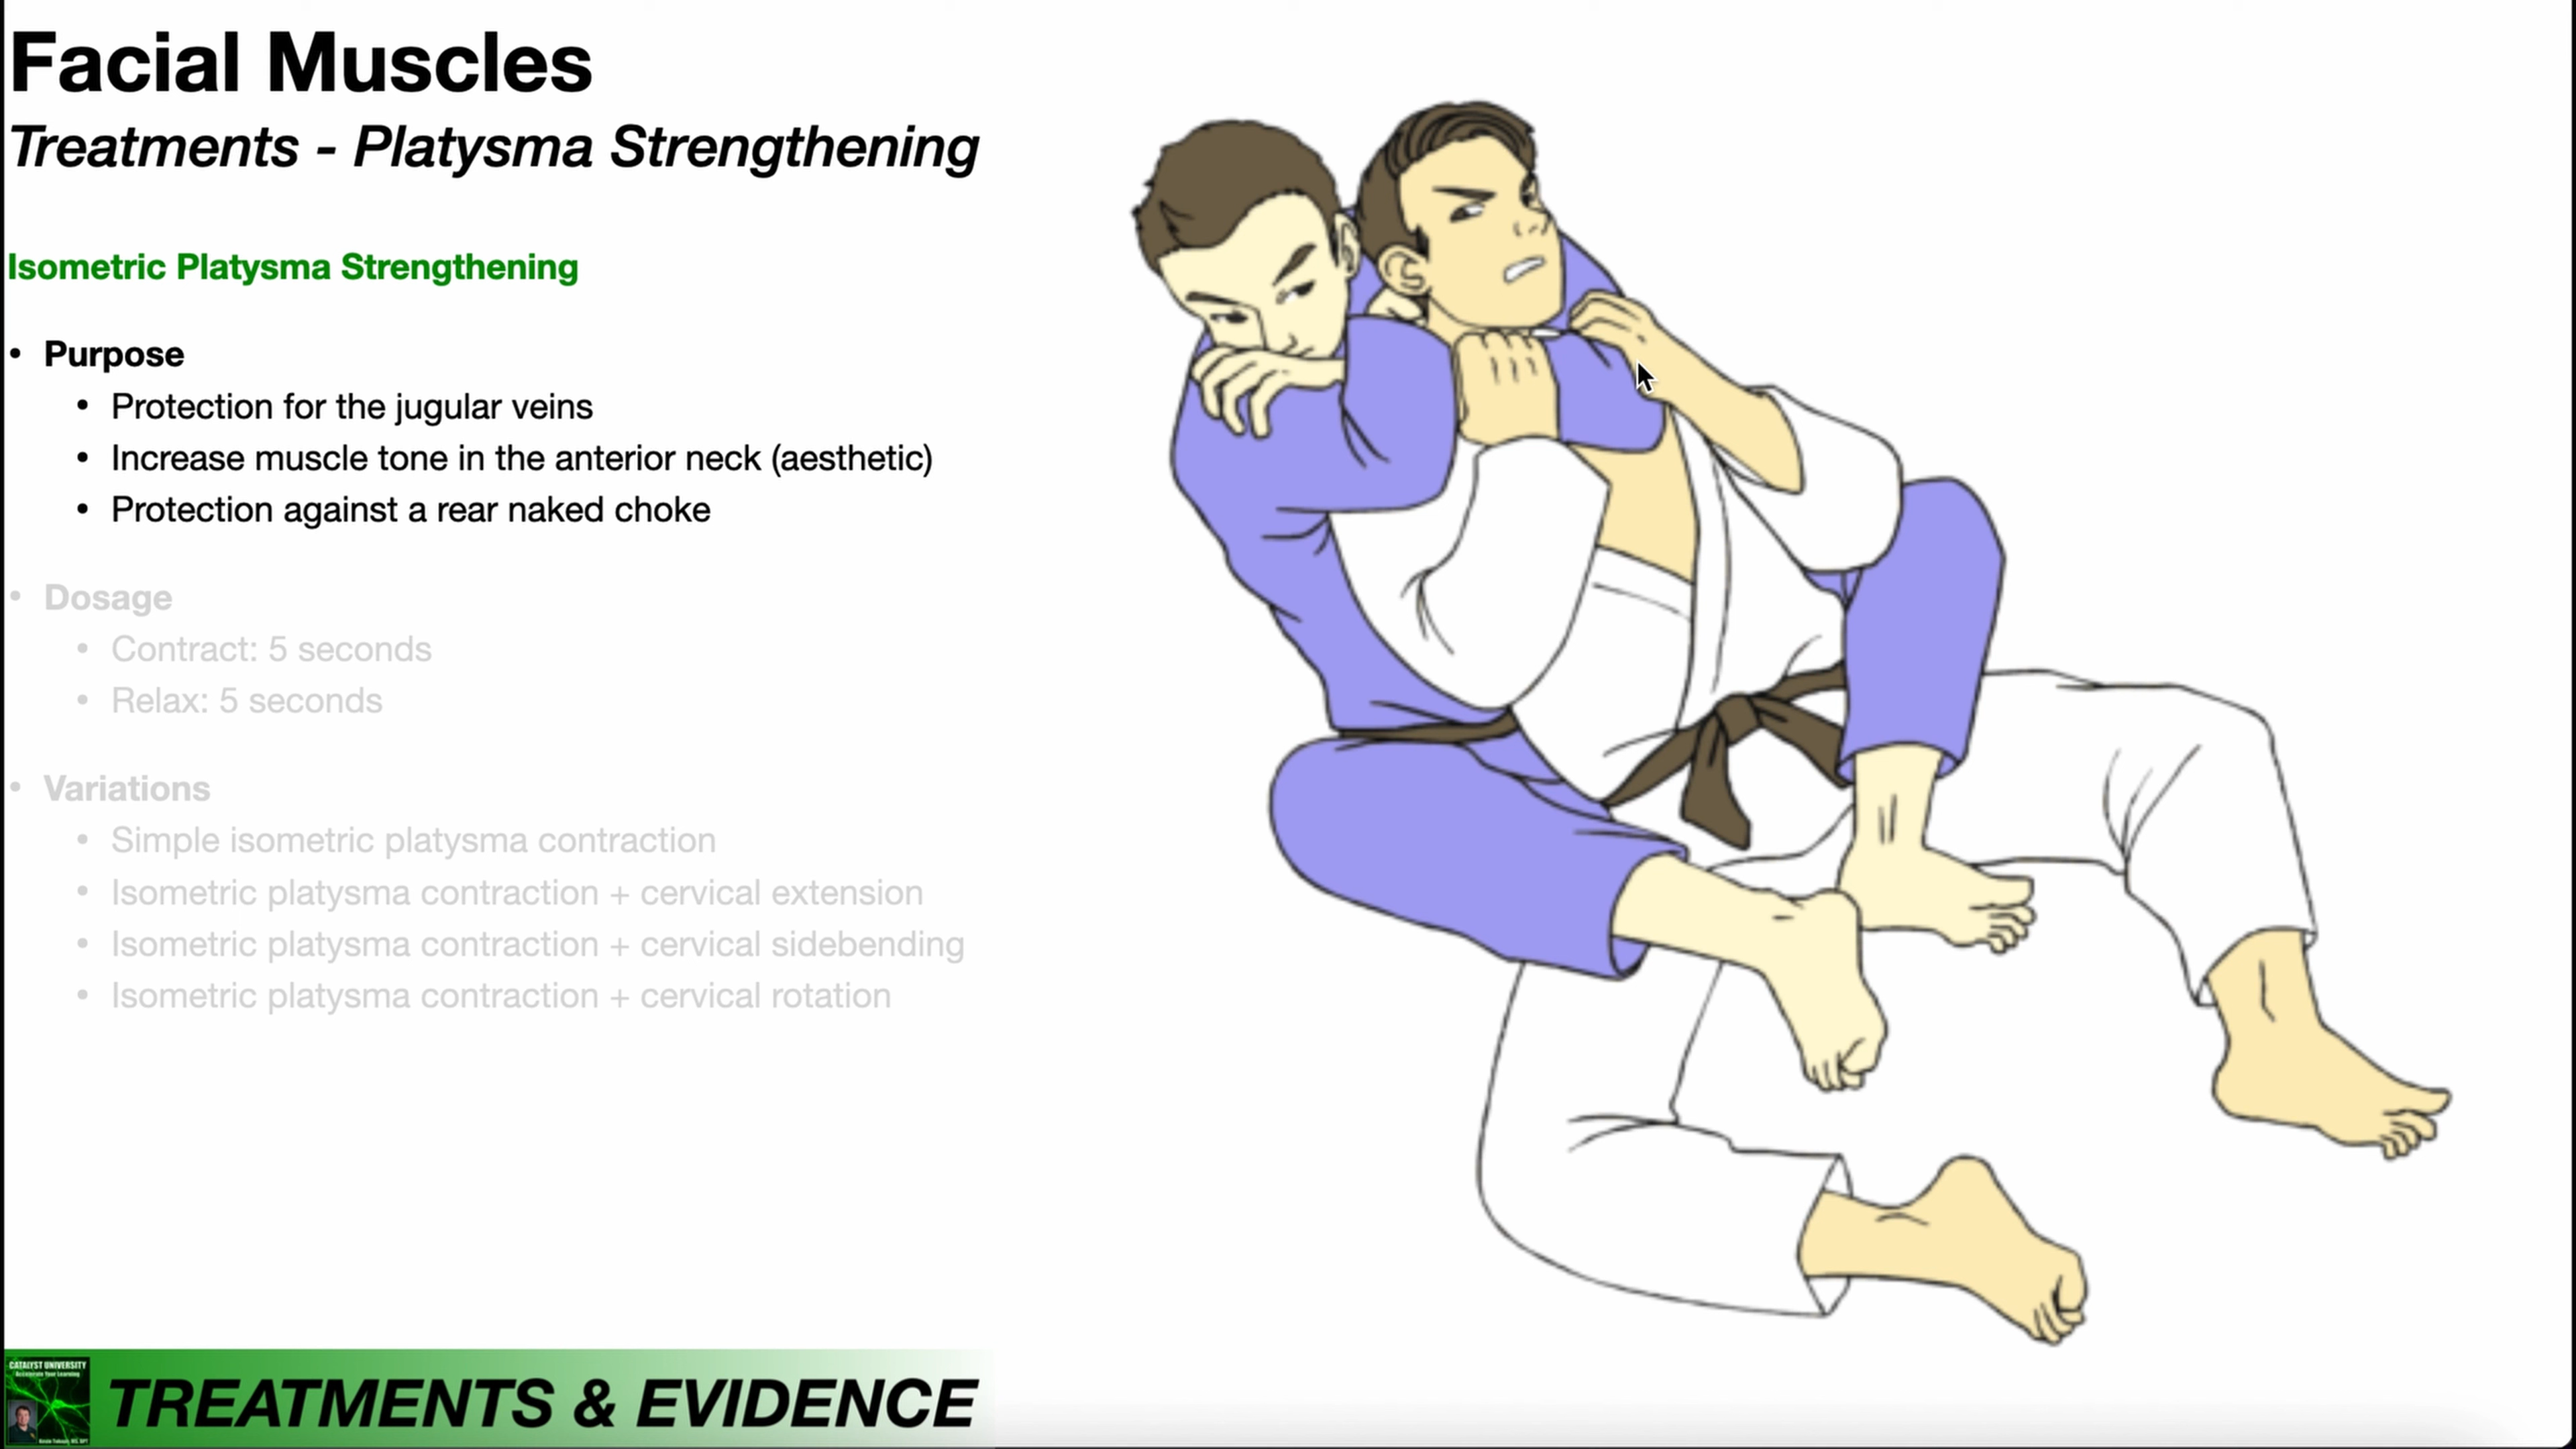 Facial Muscles
Treatments - Platysma Strengthening
Isometric Platysma Strengthening
• Purpose
• Protection for the jugular veins
• Increase muscle tone in the anterior neck (aesthetic)
• Protection against a rear naked choke
• Dosage
• Contract: 5 seconds
• Relax: 5 seconds
• Variations
• Simple isometric platysma contraction
• Isometric platysma contraction + cervical extension
• Isometric platysma contraction + cervical sidebending
• Isometric platysma contraction + cervical rotation
CATALYST UNIVERSITY
Accelerate Your Learning
TREATMENTS & EVIDENCE